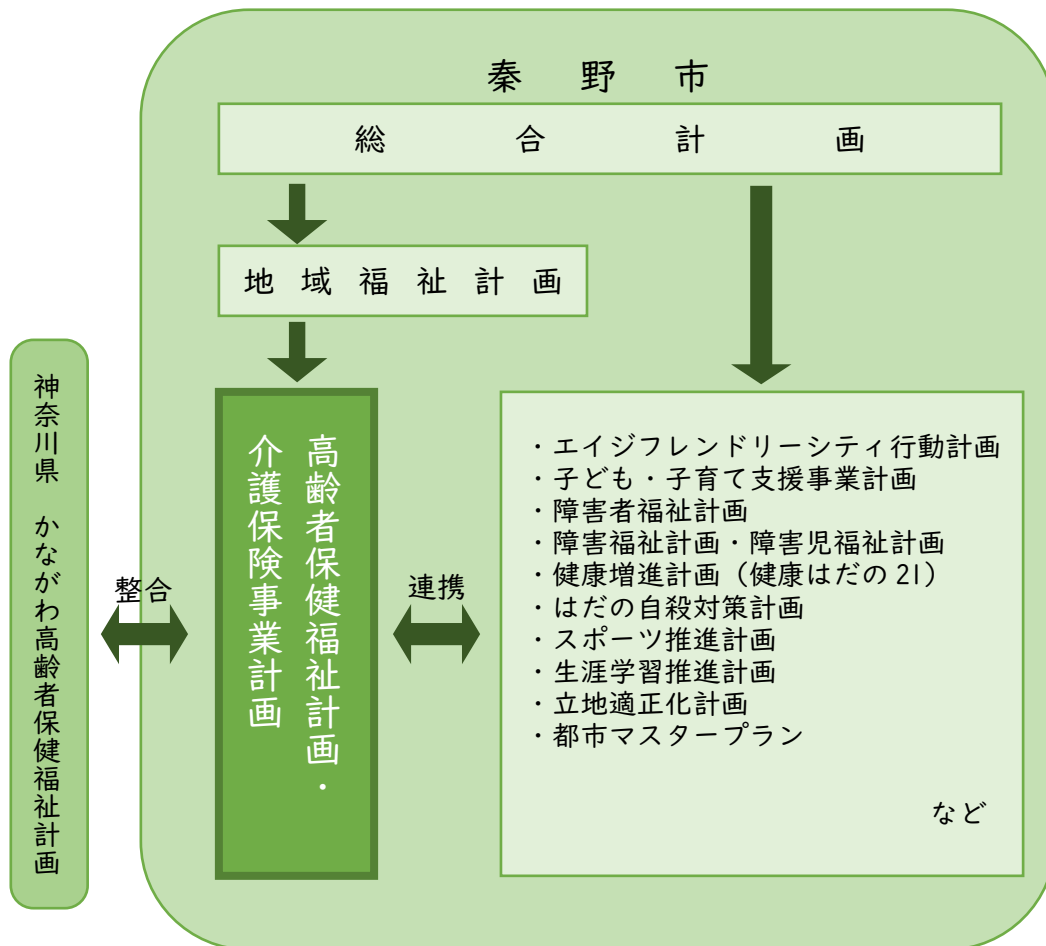 秦野市
総合計画
地域福祉計画
神奈川県 かながわ高齢者保健福祉計画
整合
高齢者保健福祉計画・
介護保険事業計画
連携
・エイジフレンドリーシティ行動計画
・子ども・子育て支援事業計画
・障害者福祉計画
・障害福祉計画・障害児福祉計画
・健康増進計画（健康はだの21）
・はだの自殺対策計画
・スポーツ推進計画
・生涯学習推進計画
・立地適正化計画
・都市マスタープラン
など